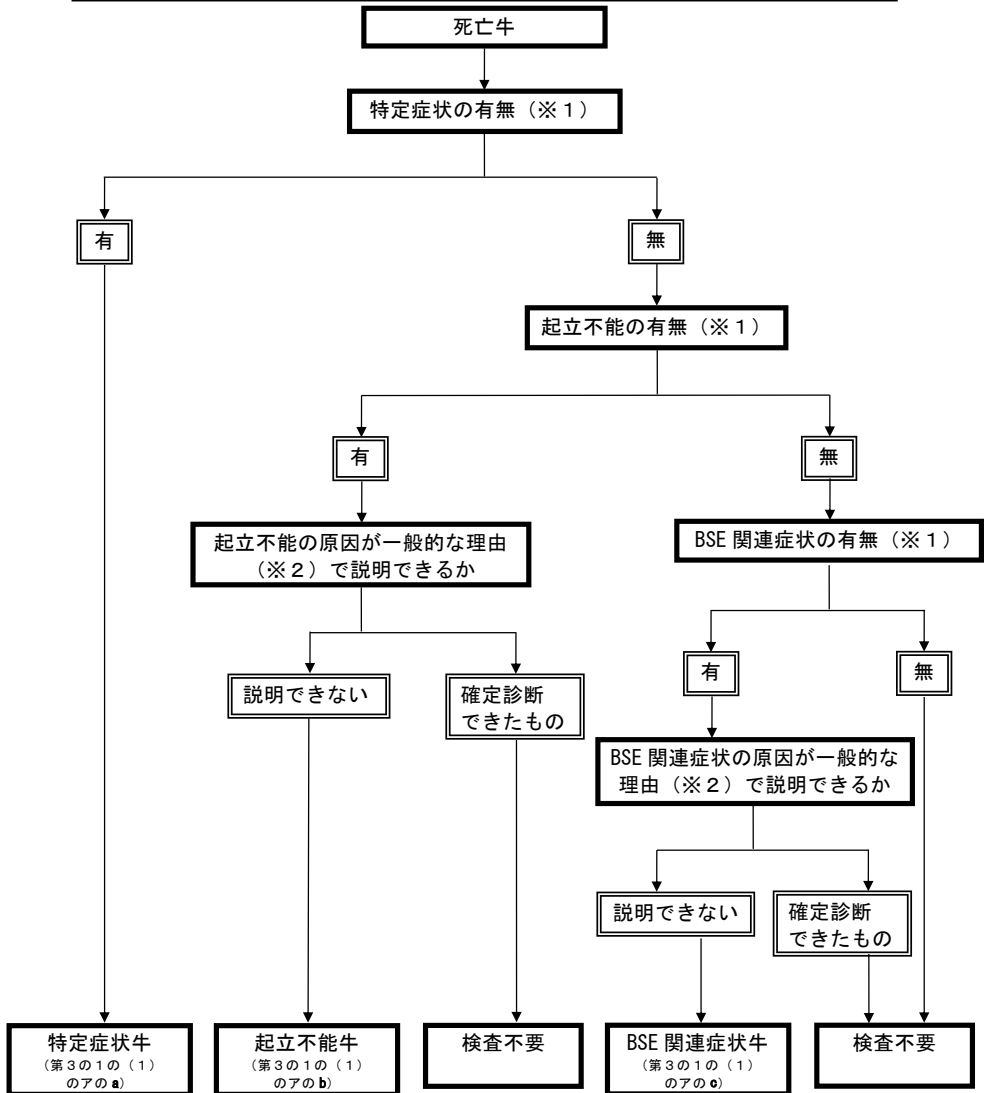 死亡牛
特定症状の有無(※1)
有
無
起立不能の有無(※1)
有
無
起立不能の原因が一般的な理由
(※2)で説明できるか
BSE 関連症状の有無(※1)
説明できない
確定診断
できたもの
有
無
BSE 関連症状の原因が一般的な
理由(※2)で説明できるか
説明できない
確定診断
できたもの
特定症状牛
(第3の1の(1)
のアのa)
起立不能牛
(第3の1の(1)
のアのb)
検査不要
BSE 関連症状牛
(第3の1の(1)
のアのc)
検査不要